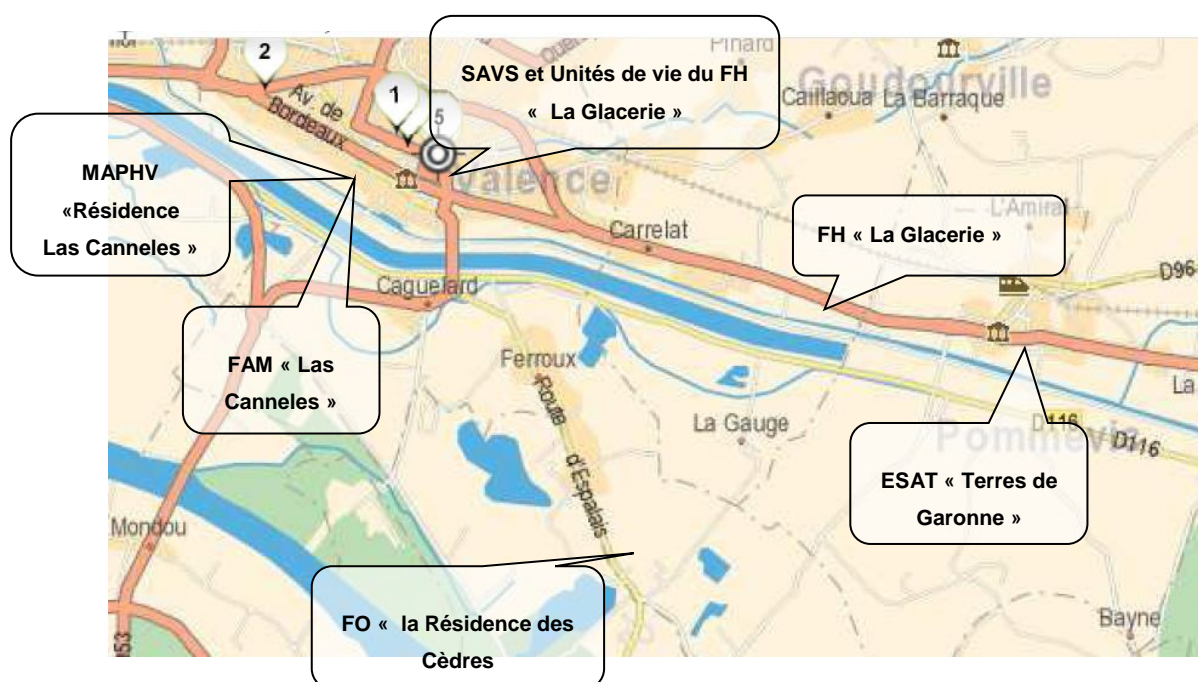 2
1
5
Av. de
Bordeaux
Pinard
Goudourville
Caillaoua
La Barraque
SAVS et Unités de vie du FH
« La Glacerie »
MAPHV
«Résidence
Las Canneles »
Valence
L'Amiral
Carrelat
FH « La Glacerie »
D96
Caguelard
FAM « Las
Canneles »
Ferroux
Route
d'Espalais
La Gauge
La
D116
Pommevic
D116
ESAT « Terres de
Garonne »
Mondou
FO « la Résidence des
Cèdres
Bayne